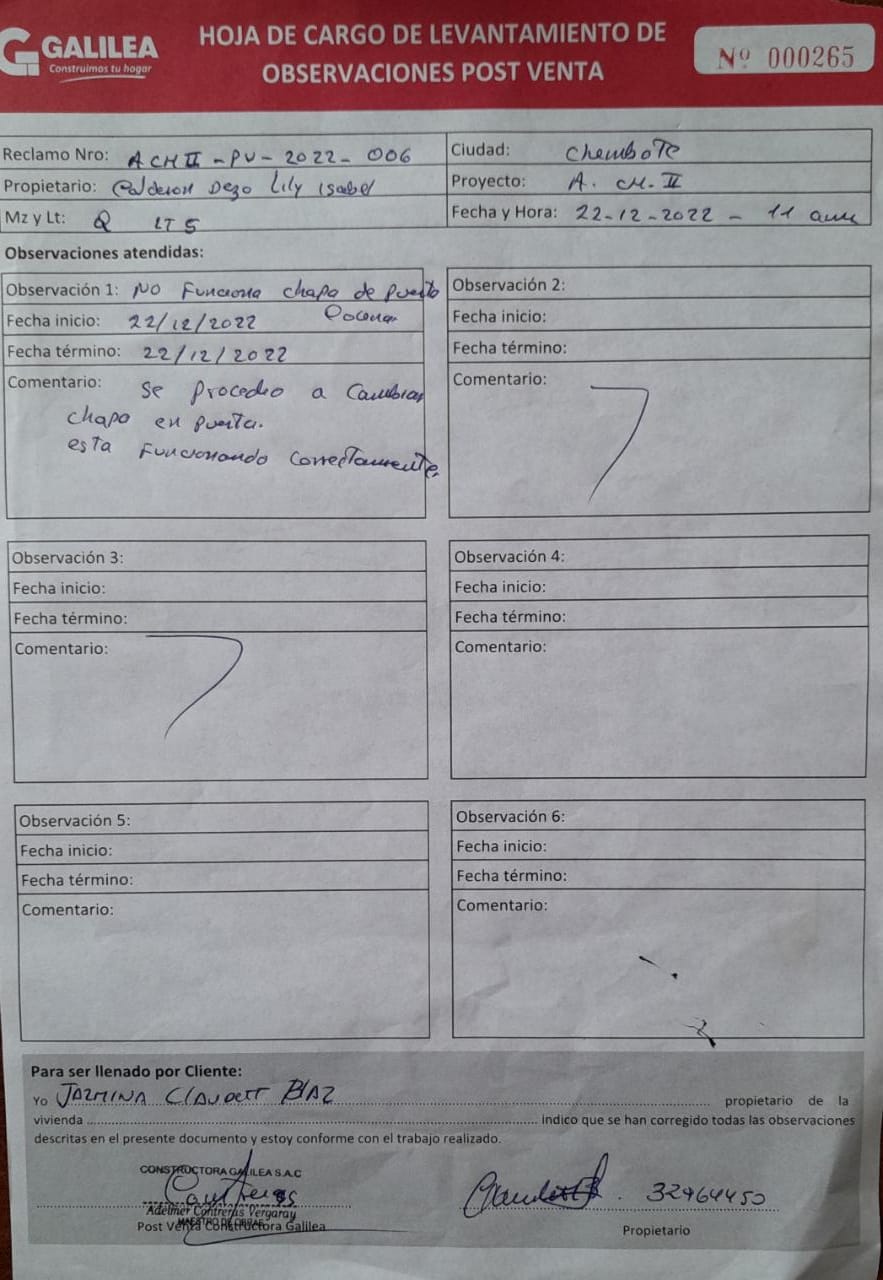 GALILEA
Construimos tu hogar
HOJA DE CARGO DE LEVANTAMIENTO DE
OBSERVACIONES POST VENTA
Nº 000265
Reclamo Nro: ACH II - PV - 2022 - 006
Ciudad: Chembote
Propietario: Calderon Dezo Lily Isabel
Proyecto: A. CH. II
Mz y Lt: Q LT 5
Fecha y Hora: 22-12-2022 - 11 am
Observaciones atendidas:
Observación 1: NO Funciona chapa de puerta
Fecha inicio: 22/12/2022
Fecha término: 22/12/2022
Comentario: Se procedio a Cambiar
chapa en puerta.
esta Funcionando correctamente.
Observación 2:
Fecha inicio:
Fecha término:
Comentario:
Observación 3:
Fecha inicio:
Fecha término:
Comentario:
Observación 4:
Fecha inicio:
Fecha término:
Comentario:
Observación 5:
Fecha inicio:
Fecha término:
Comentario:
Observación 6:
Fecha inicio:
Fecha término:
Comentario:
Para ser llenado por Cliente:
Yo JAZMINA CLAUDETT BLAZ propietario de la
vivienda indico que se han corregido todas las observaciones
descritas en el presente documento y estoy conforme con el trabajo realizado.
CONSTRUCTORA GALILEA S.A.C
Contreras
Adelmer Contreras Vergaray
MAESTRO DE OBRAS
Post Venta Constructora Galilea
32964450
Propietario